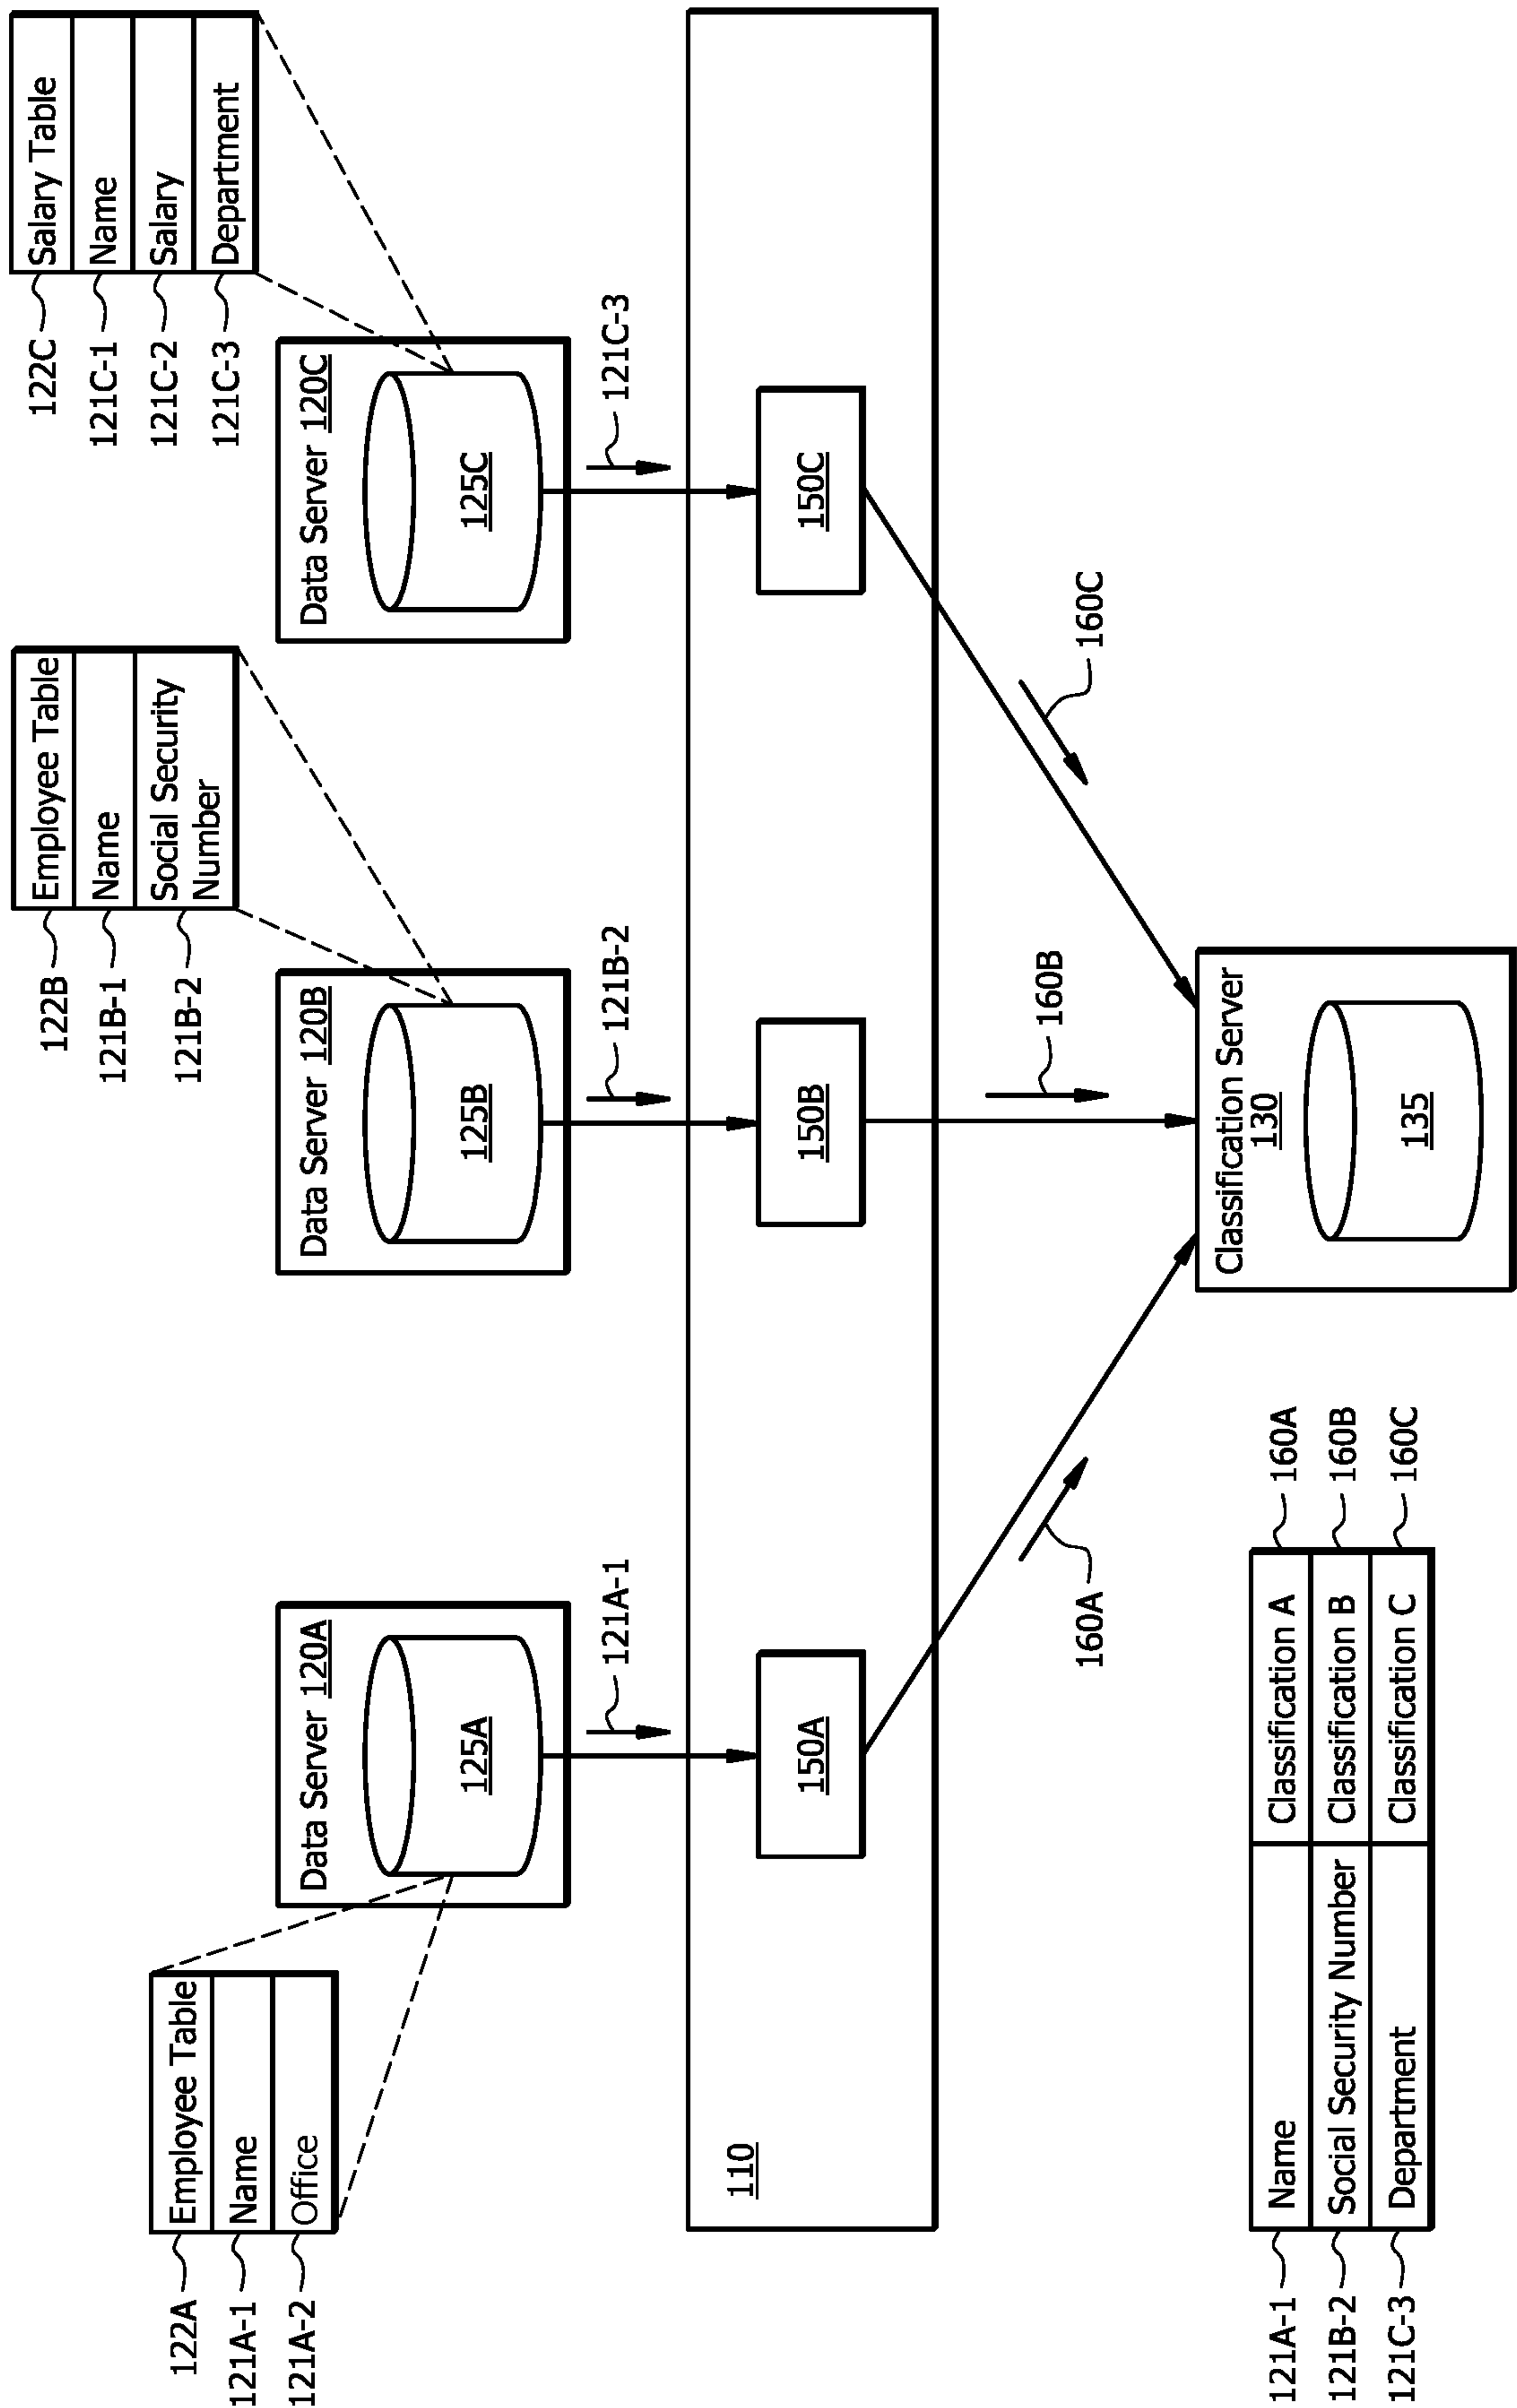 122A
Employee Table
121A-1
Name
121A-2
Office
122B
Employee Table
121B-1
Name
121B-2
Social Security
Number
122C
Salary Table
121C-1
Name
121C-2
Salary
121C-3
Department
Data Server 120A
125A
Data Server 120B
125B
Data Server 120C
125C
121A-1
121B-2
121C-3
110
150A
150B
150C
160A
160B
160C
Classification Server
130
135
121A-1
Name
Classification A
160A
121B-2
Social Security Number
Classification B
160B
121C-3
Department
Classification C
160C